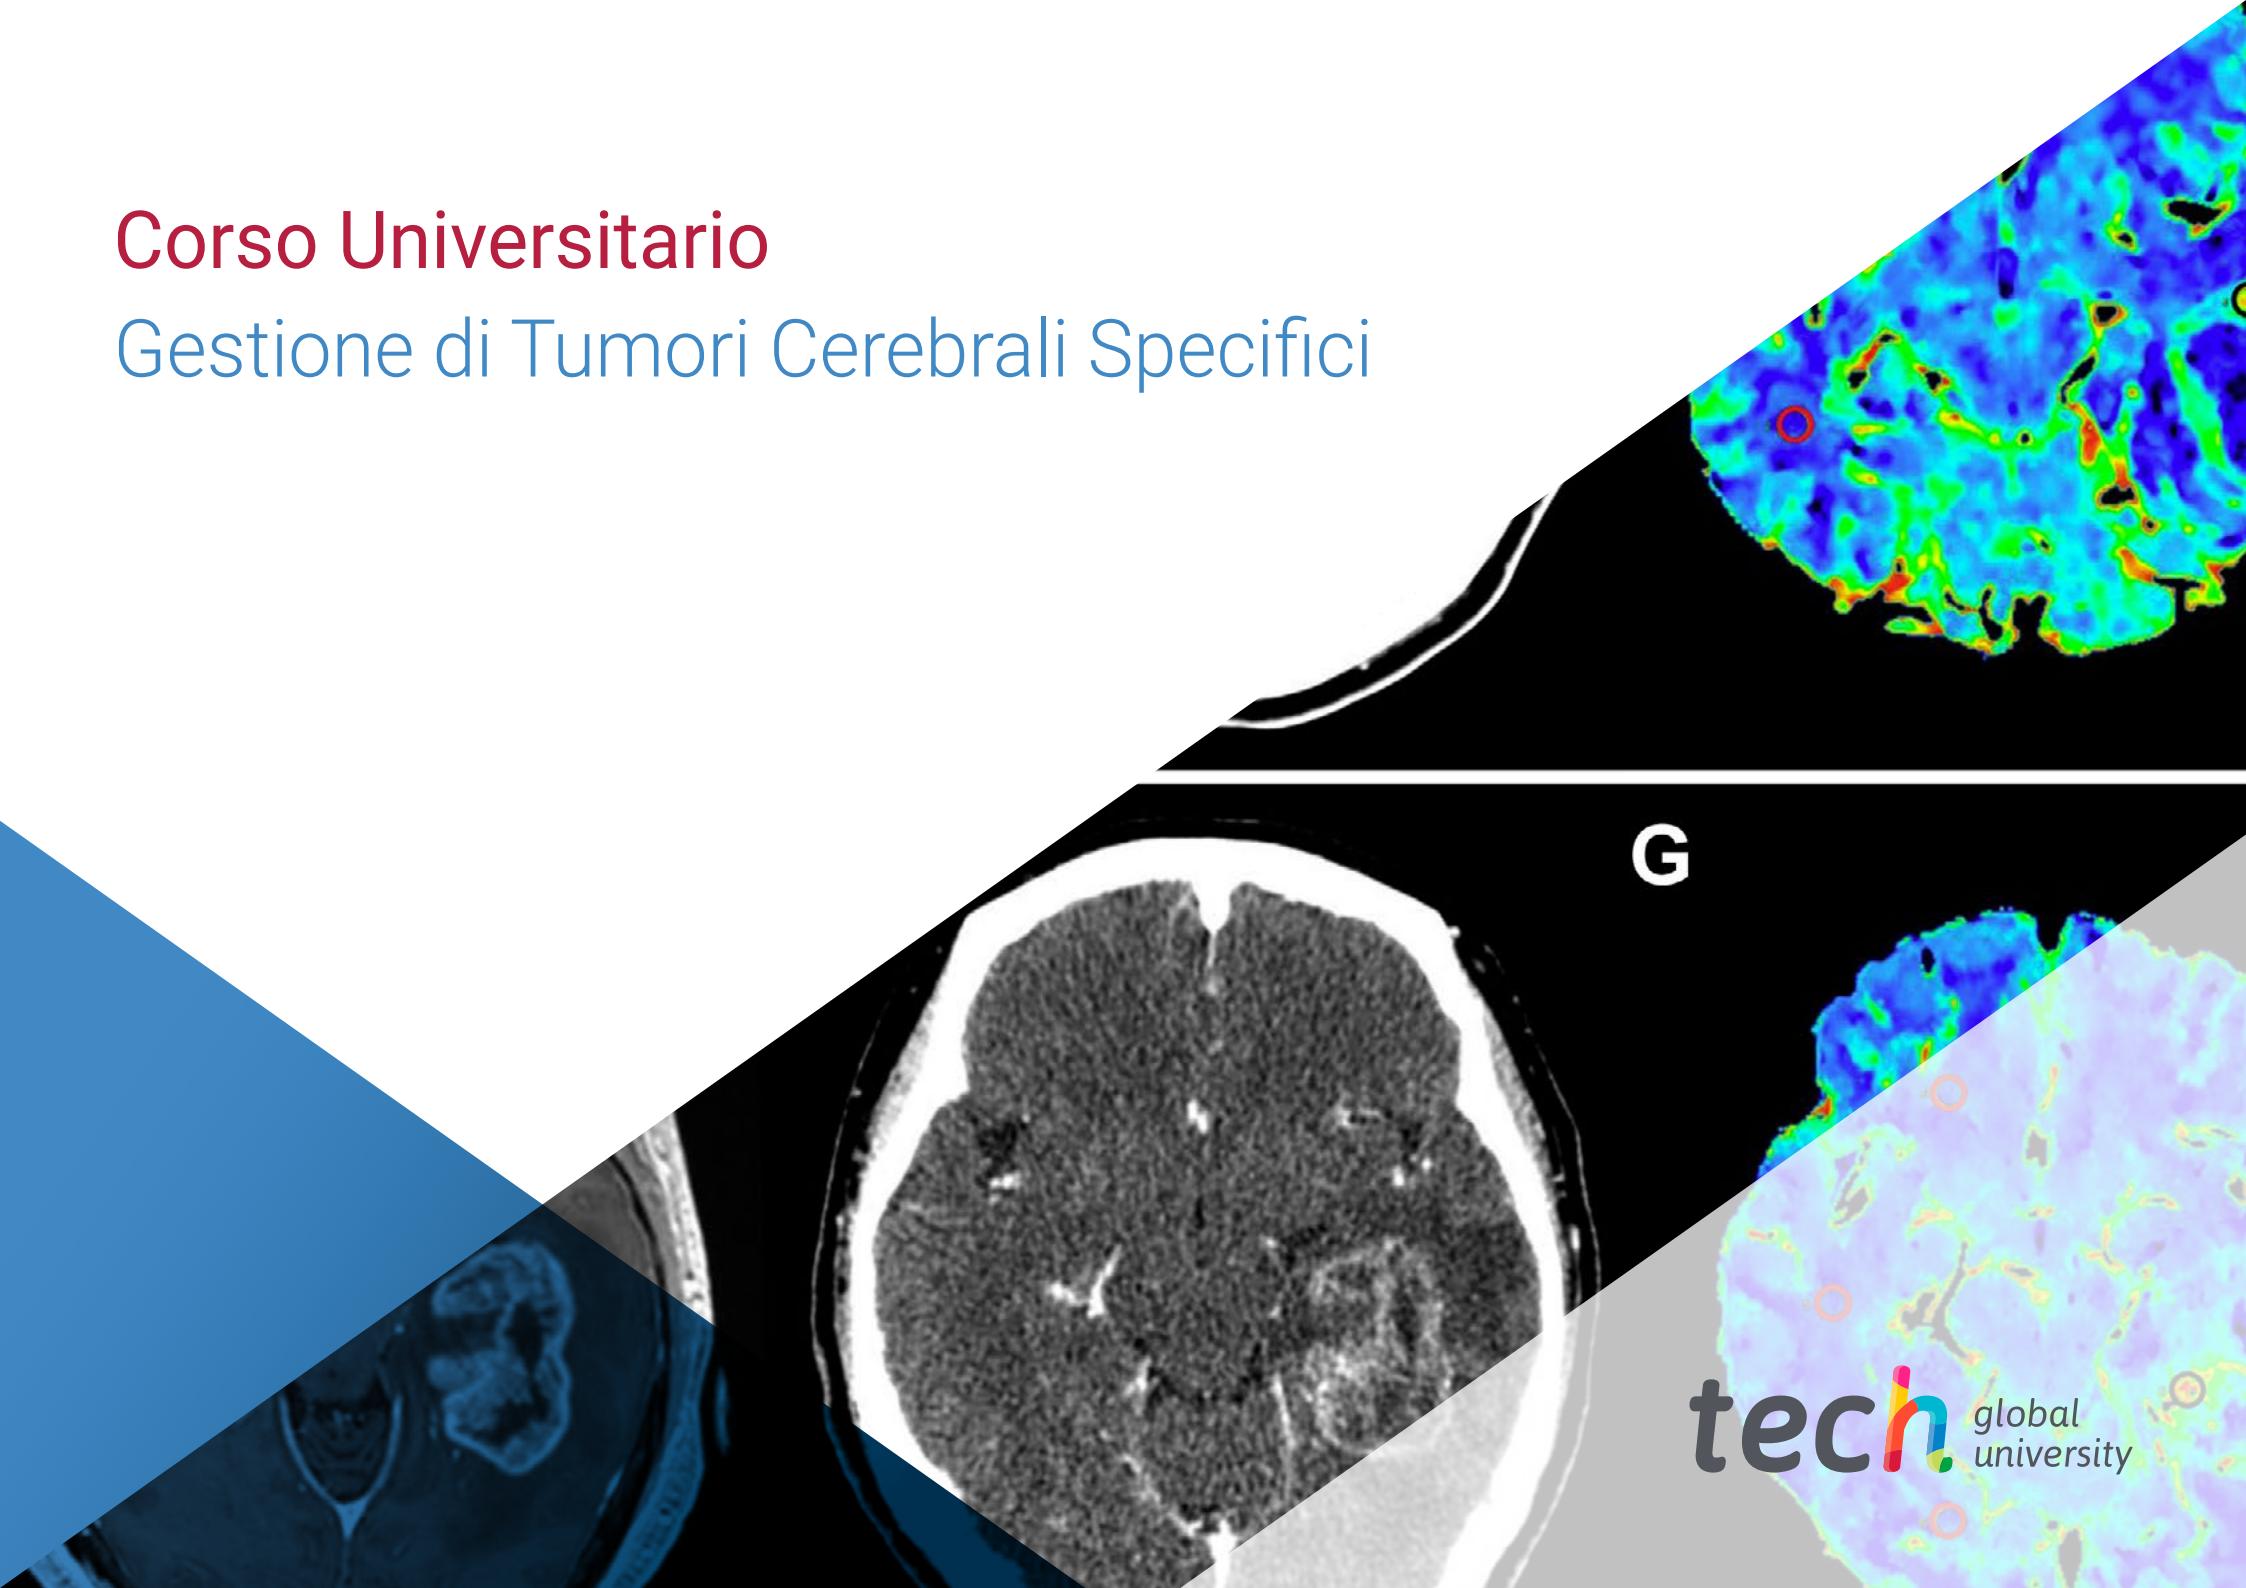 Corso Universitario
Gestione di Tumori Cerebrali Specifici
G
tech global
university